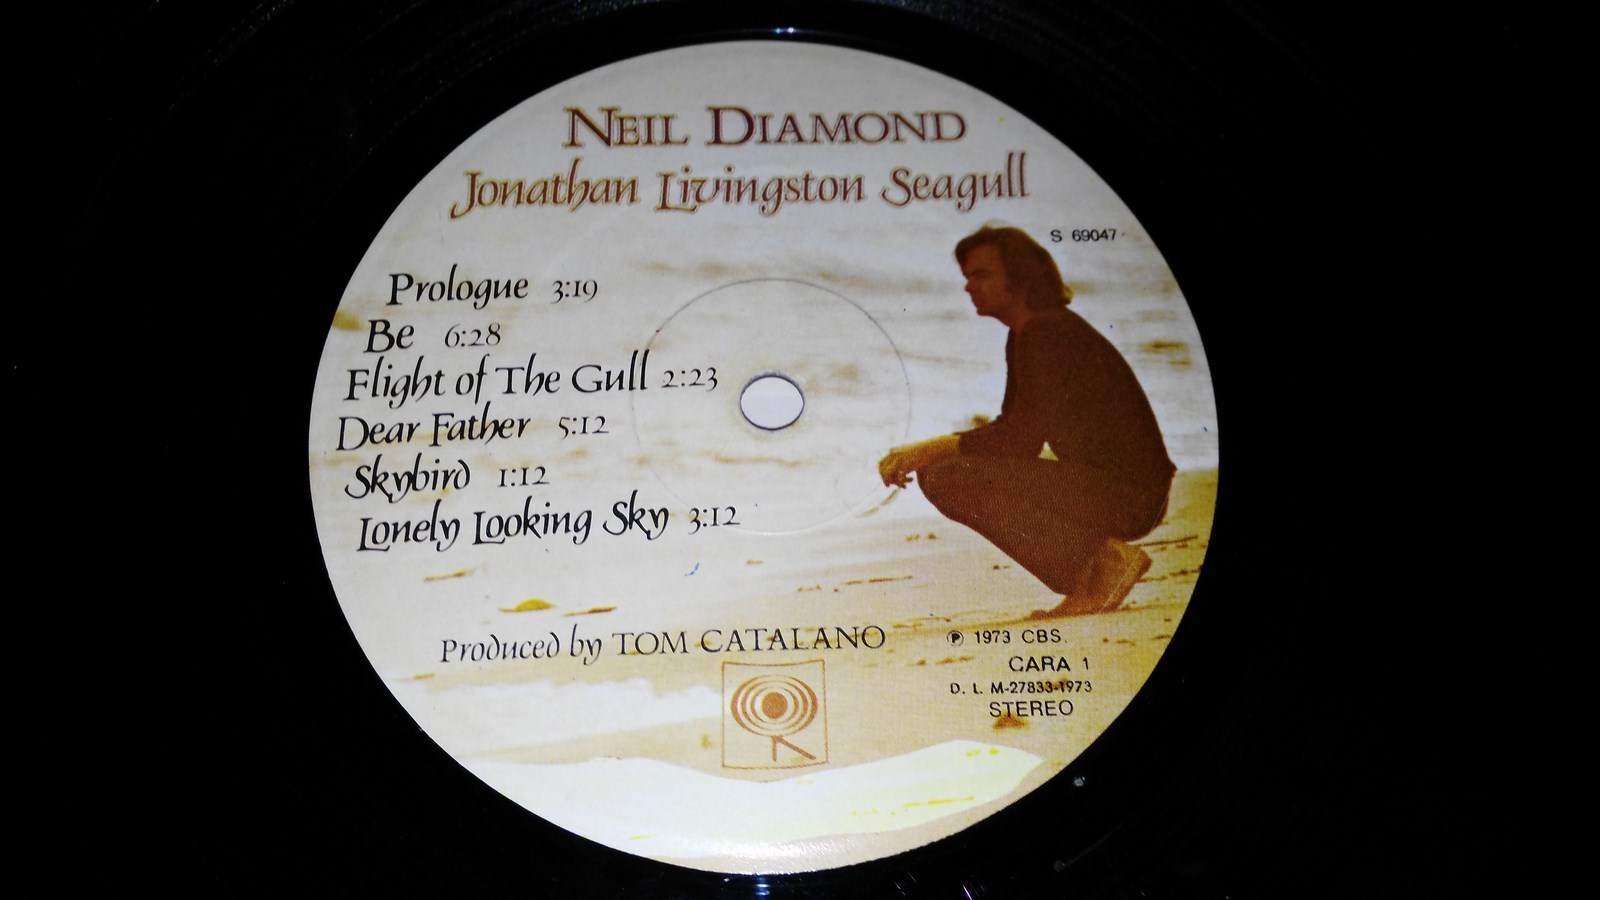 NEIL DIAMOND
Jonathan Livingston Seagull
S 69047
Prologue 3:19
Be 6:28
Flight of The Gull 2:23
Dear Father 5:12
Skybird 1:12
Lonely Looking Sky 3:12
Produced by TOM CATALANO
℗ 1973 CBS.
CARA 1
D. L. M-27833-1973
STEREO